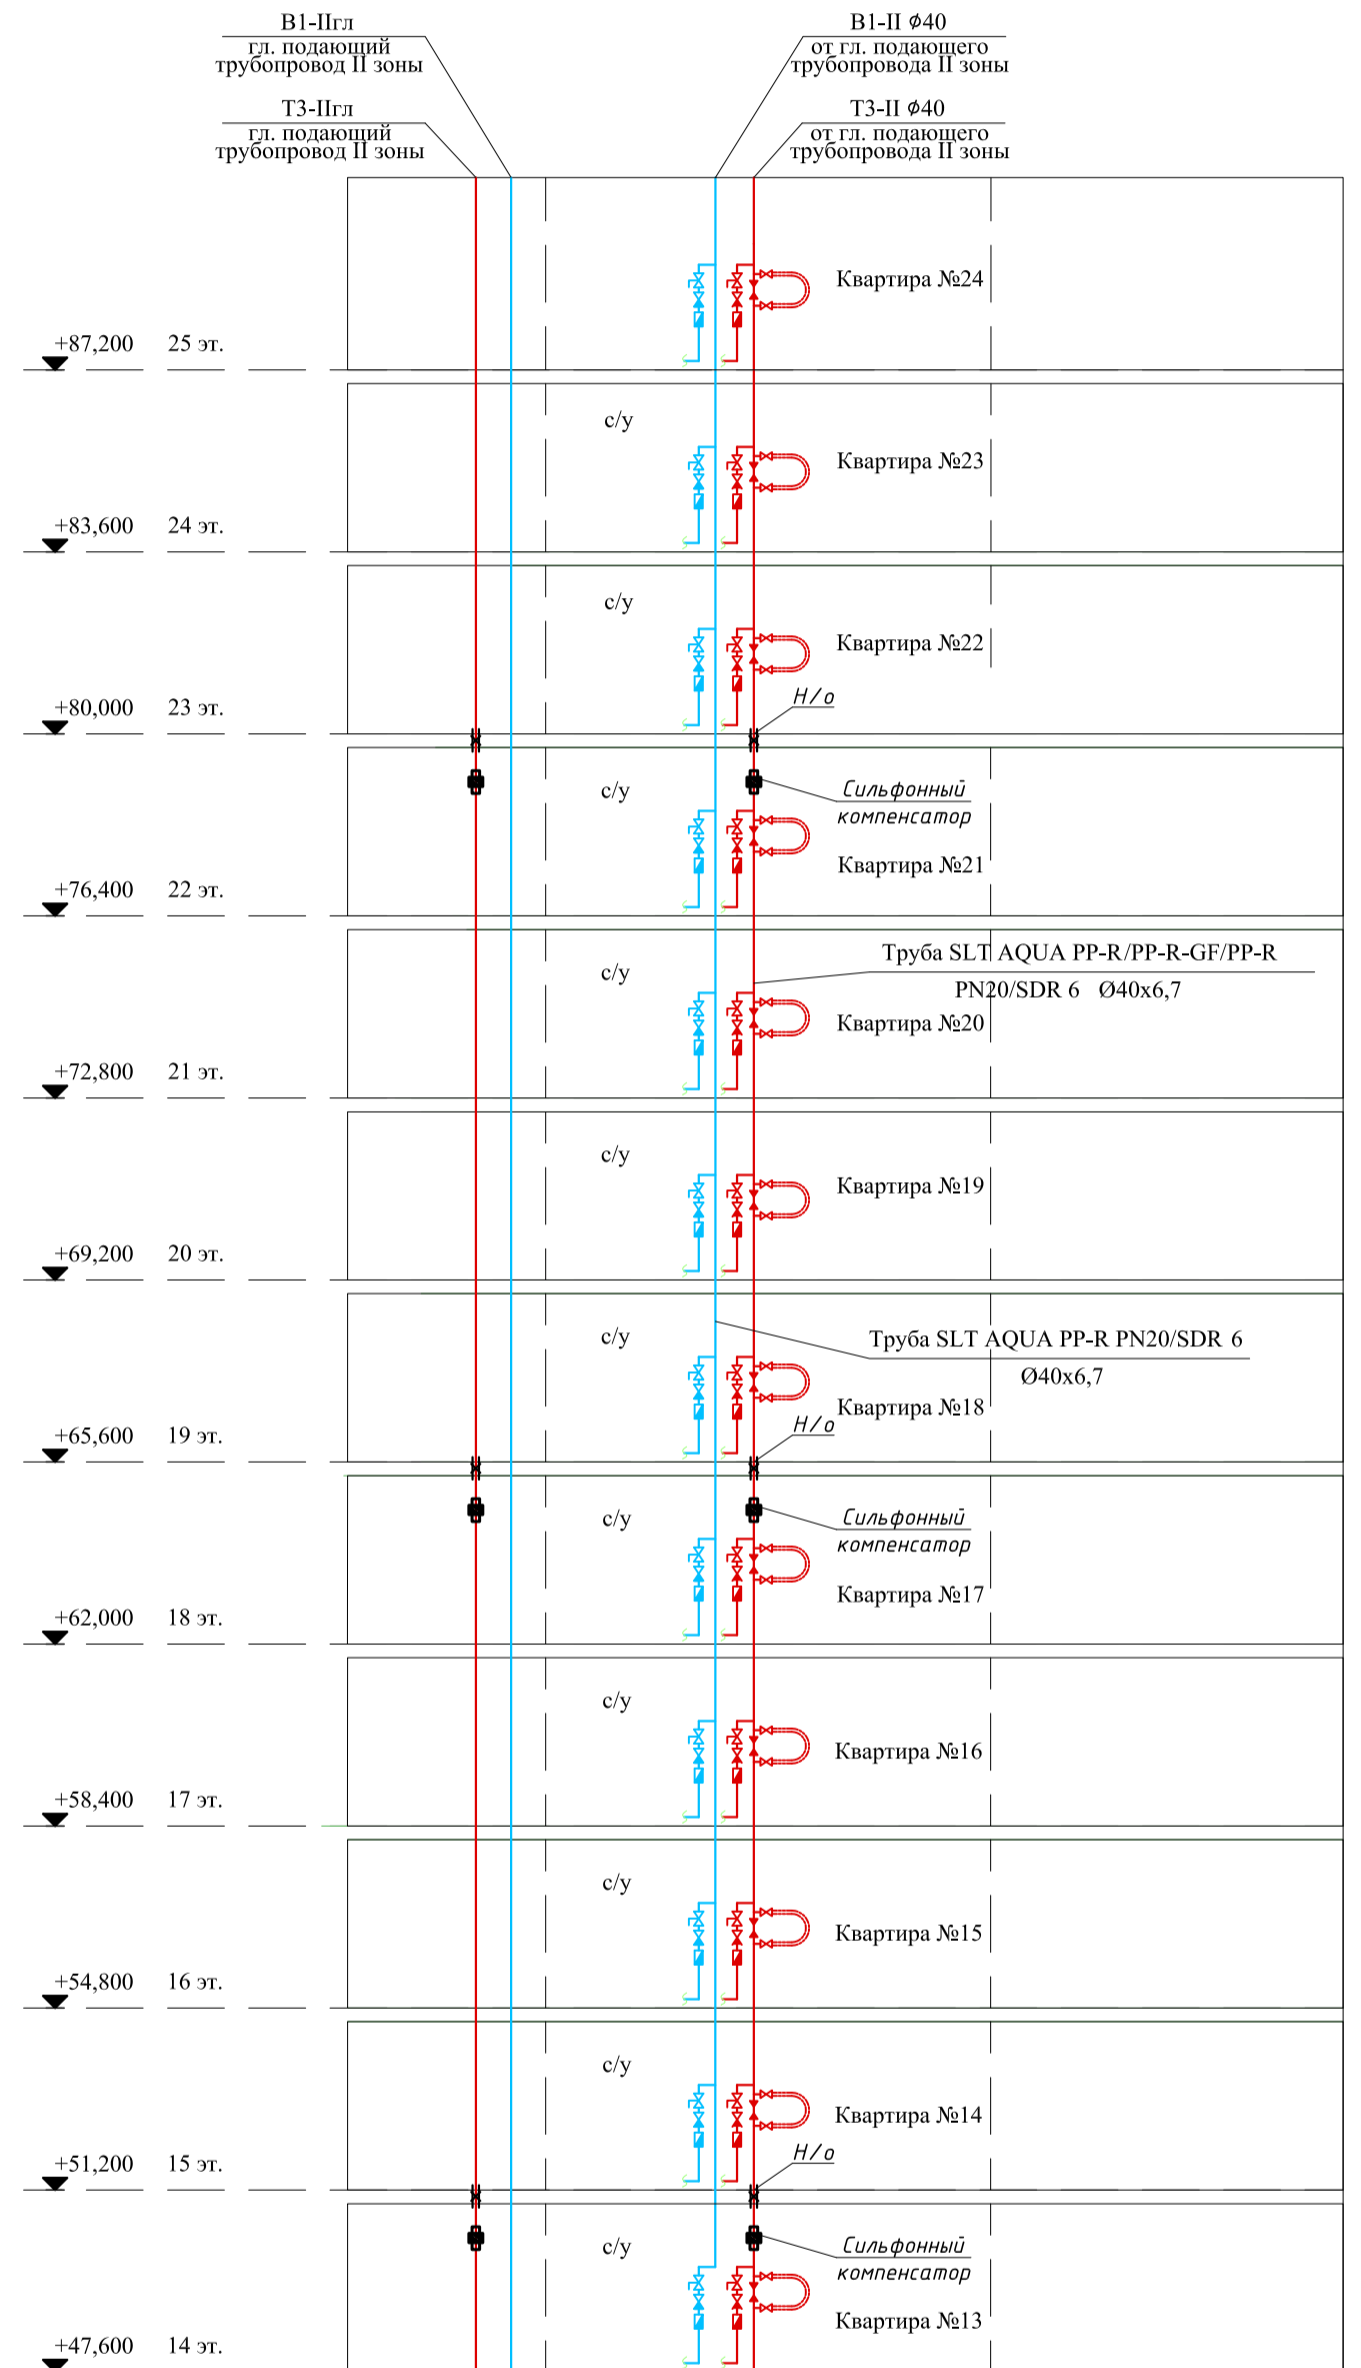 В1-IIгл
гл. подающий
трубопровод II зоны
В1-II ⌀40
от гл. подающего
трубопровода II зоны
Т3-IIгл
гл. подающий
трубопровод II зоны
Т3-II ⌀40
от гл. подающего
трубопровода II зоны
Квартира №24
+87,200 25 эт.
с/у
Квартира №23
+83,600 24 эт.
с/у
Квартира №22
Н/о
+80,000 23 эт.
с/у
Сильфонный
компенсатор
Квартира №21
+76,400 22 эт.
с/у
Труба SLT AQUA PP-R/PP-R-GF/PP-R
PN20/SDR 6 Ø40x6,7
Квартира №20
+72,800 21 эт.
с/у
Квартира №19
+69,200 20 эт.
с/у
Труба SLT AQUA PP-R PN20/SDR 6
Ø40x6,7
Квартира №18
Н/о
+65,600 19 эт.
с/у
Сильфонный
компенсатор
Квартира №17
+62,000 18 эт.
с/у
Квартира №16
+58,400 17 эт.
с/у
Квартира №15
+54,800 16 эт.
с/у
Квартира №14
Н/о
+51,200 15 эт.
с/у
Сильфонный
компенсатор
Квартира №13
+47,600 14 эт.